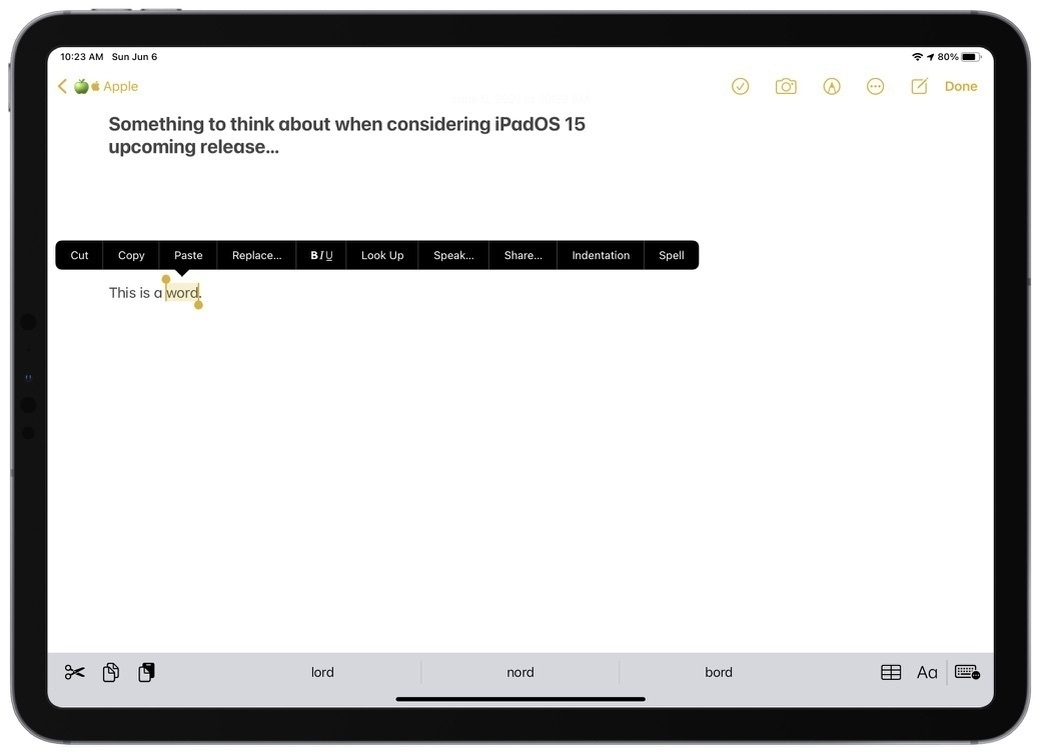 10:23 AM Sun Jun 6
80%
Apple
Done
Something to think about when considering iPadOS 15
upcoming release...
Cut Copy Paste Replace... BIU Look Up Speak... Share... Indentation Spell
This is a word.
lord nord bord
Aa